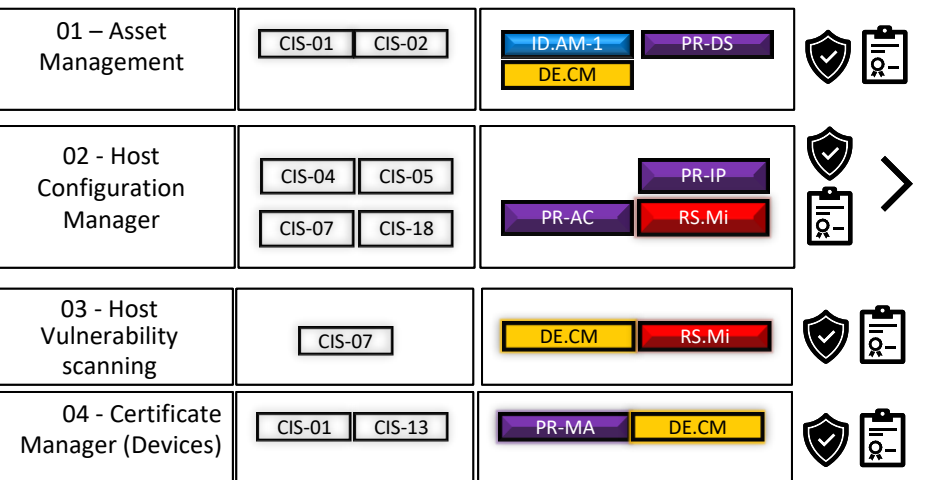 01 – Asset
Management
CIS-01 CIS-02
ID.AM-1 PR-DS
DE.CM
02 - Host
Configuration
Manager
CIS-04 CIS-05
CIS-07 CIS-18
PR-IP
PR-AC RS.Mi
03 - Host
Vulnerability
scanning
CIS-07
DE.CM RS.Mi
04 - Certificate
Manager (Devices)
CIS-01 CIS-13
PR-MA DE.CM